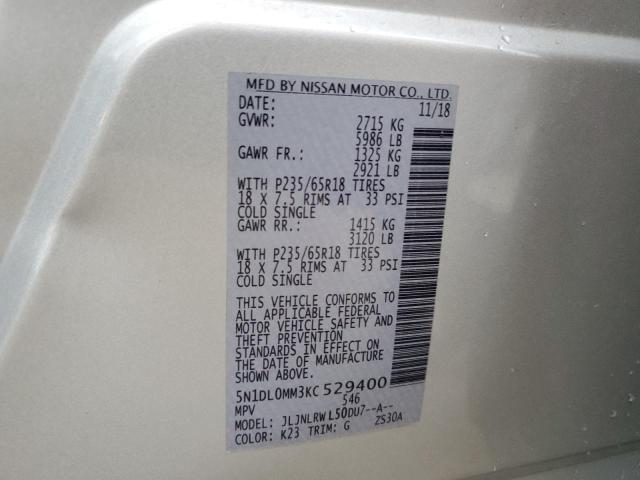 MFD BY NISSAN MOTOR CO., LTD.
DATE: 11/18
GVWR: 2715 KG
5986 LB
GAWR FR.: 1325 KG
2921 LB
WITH P235/65R18 TIRES
18 X 7.5 RIMS AT 33 PSI
COLD SINGLE
GAWR RR.: 1415 KG
3120 LB
WITH P235/65R18 TIRES
18 X 7.5 RIMS AT 33 PSI
COLD SINGLE
THIS VEHICLE CONFORMS TO
ALL APPLICABLE FEDERAL
MOTOR VEHICLE SAFETY AND
THEFT PREVENTION
STANDARDS IN EFFECT ON
THE DATE OF MANUFACTURE
SHOWN ABOVE.
5N1DL0MM3KC529400
MPV 546
MODEL: JLJNLRWL50DU7--A--
COLOR: K23 TRIM: G ZS30A